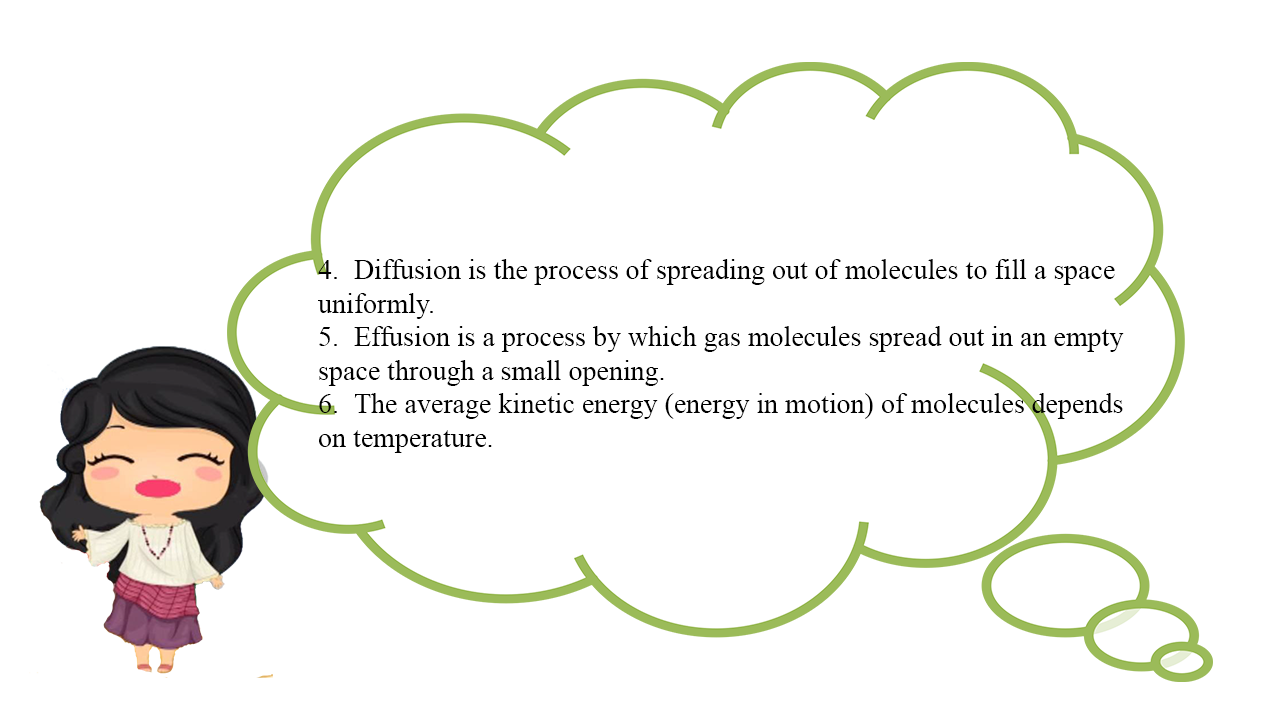 4.  Diffusion is the process of spreading out of molecules to fill a space
uniformly.
5.  Effusion is a process by which gas molecules spread out in an empty
space through a small opening.
6.  The average kinetic energy (energy in motion) of molecules depends
on temperature.